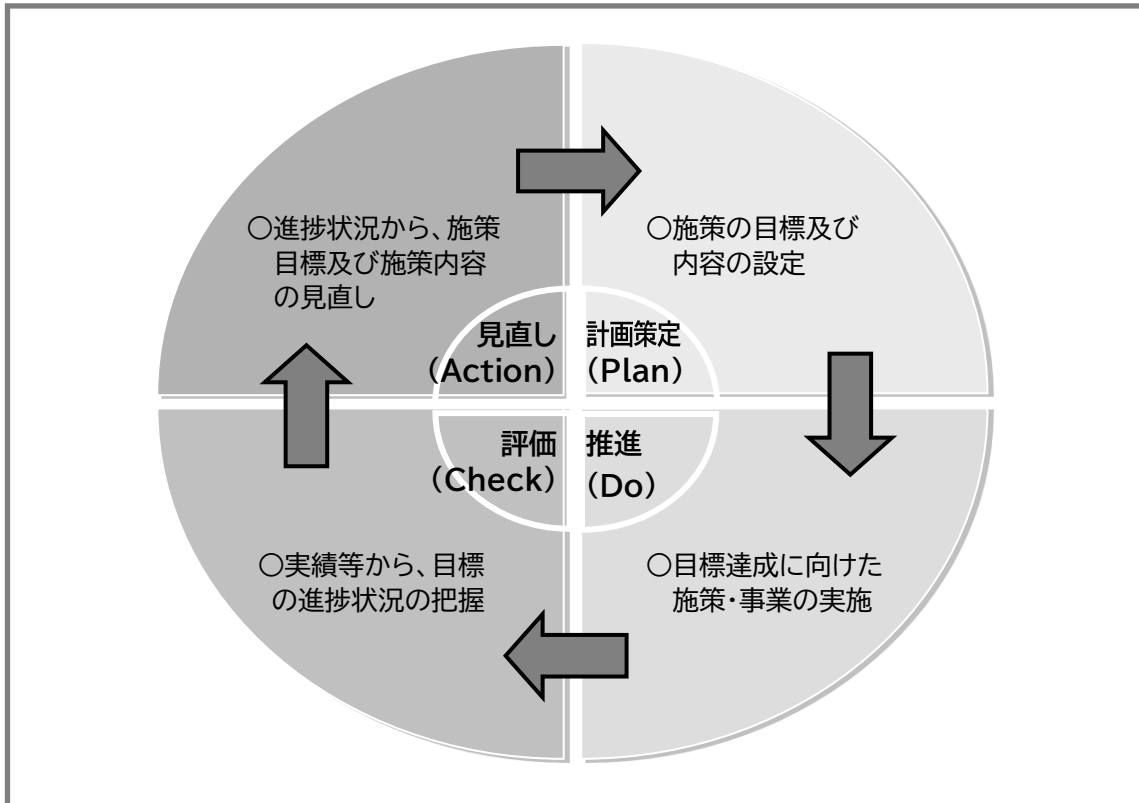 〇進捗状況から、施策
目標及び施策内容
の見直し
〇施策の目標及び
内容の設定
見直し
（Action）
計画策定
（Plan）
評価
（Check）
推進
（Do）
〇実績等から、目標
の進捗状況の把握
〇目標達成に向けた
施策・事業の実施